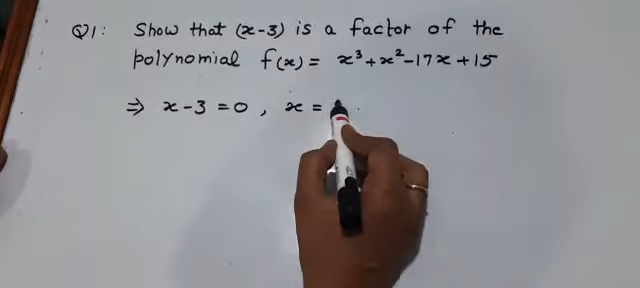 Q1: Show that (x-3) is a factor of the
polynomial f(x) = x³+x²-17x+15
⇒ x-3 =0 , x =